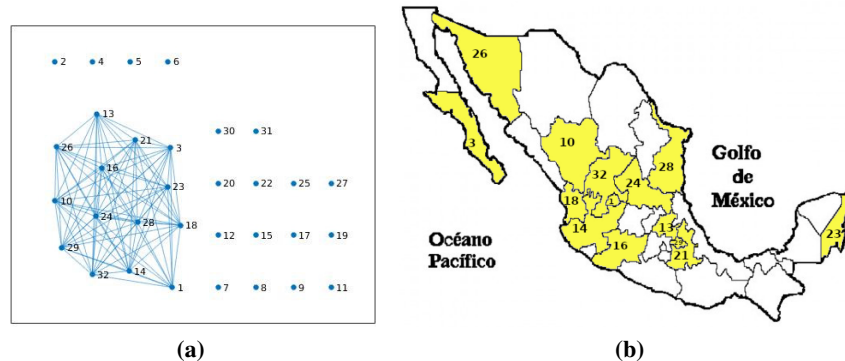 2 4 5 6
13
21
26 3
30 31
16
23
20 22 25 27
10
24 28 18
12 15 17 19
29
32 14
1
7 8 9 11
(a)
26
10
3
28
32 24
18 1
14 13
29
16 21
23
Golfo
de
México
Océano
Pacífico
(b)